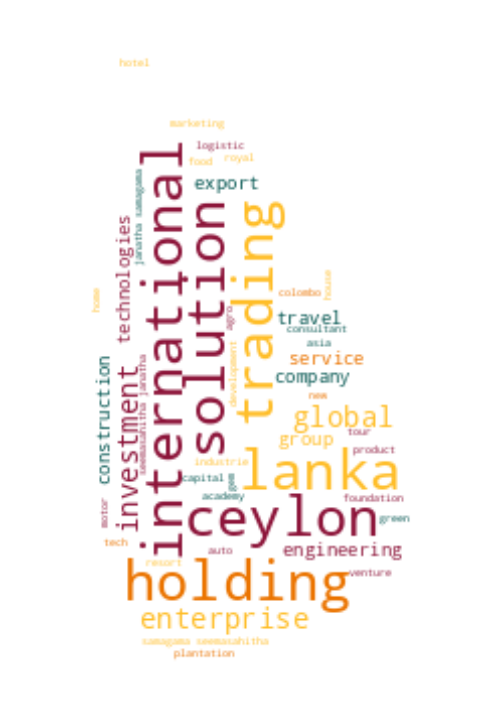 hotel
marketing
logistic
food
royal
export
international
solution
trading
janatha samagama
technologies
agro
home
house
colombo
travel
consultant
asia
service
company
development
construction
investment
seemasahitha janatha
new
global
group
tour
product
industrie
lanka
capital
gem
academy
foundation
motor
ceylon
green
tech
auto
engineering
resort
venture
holding
enterprise
samagama seemasahitha
plantation